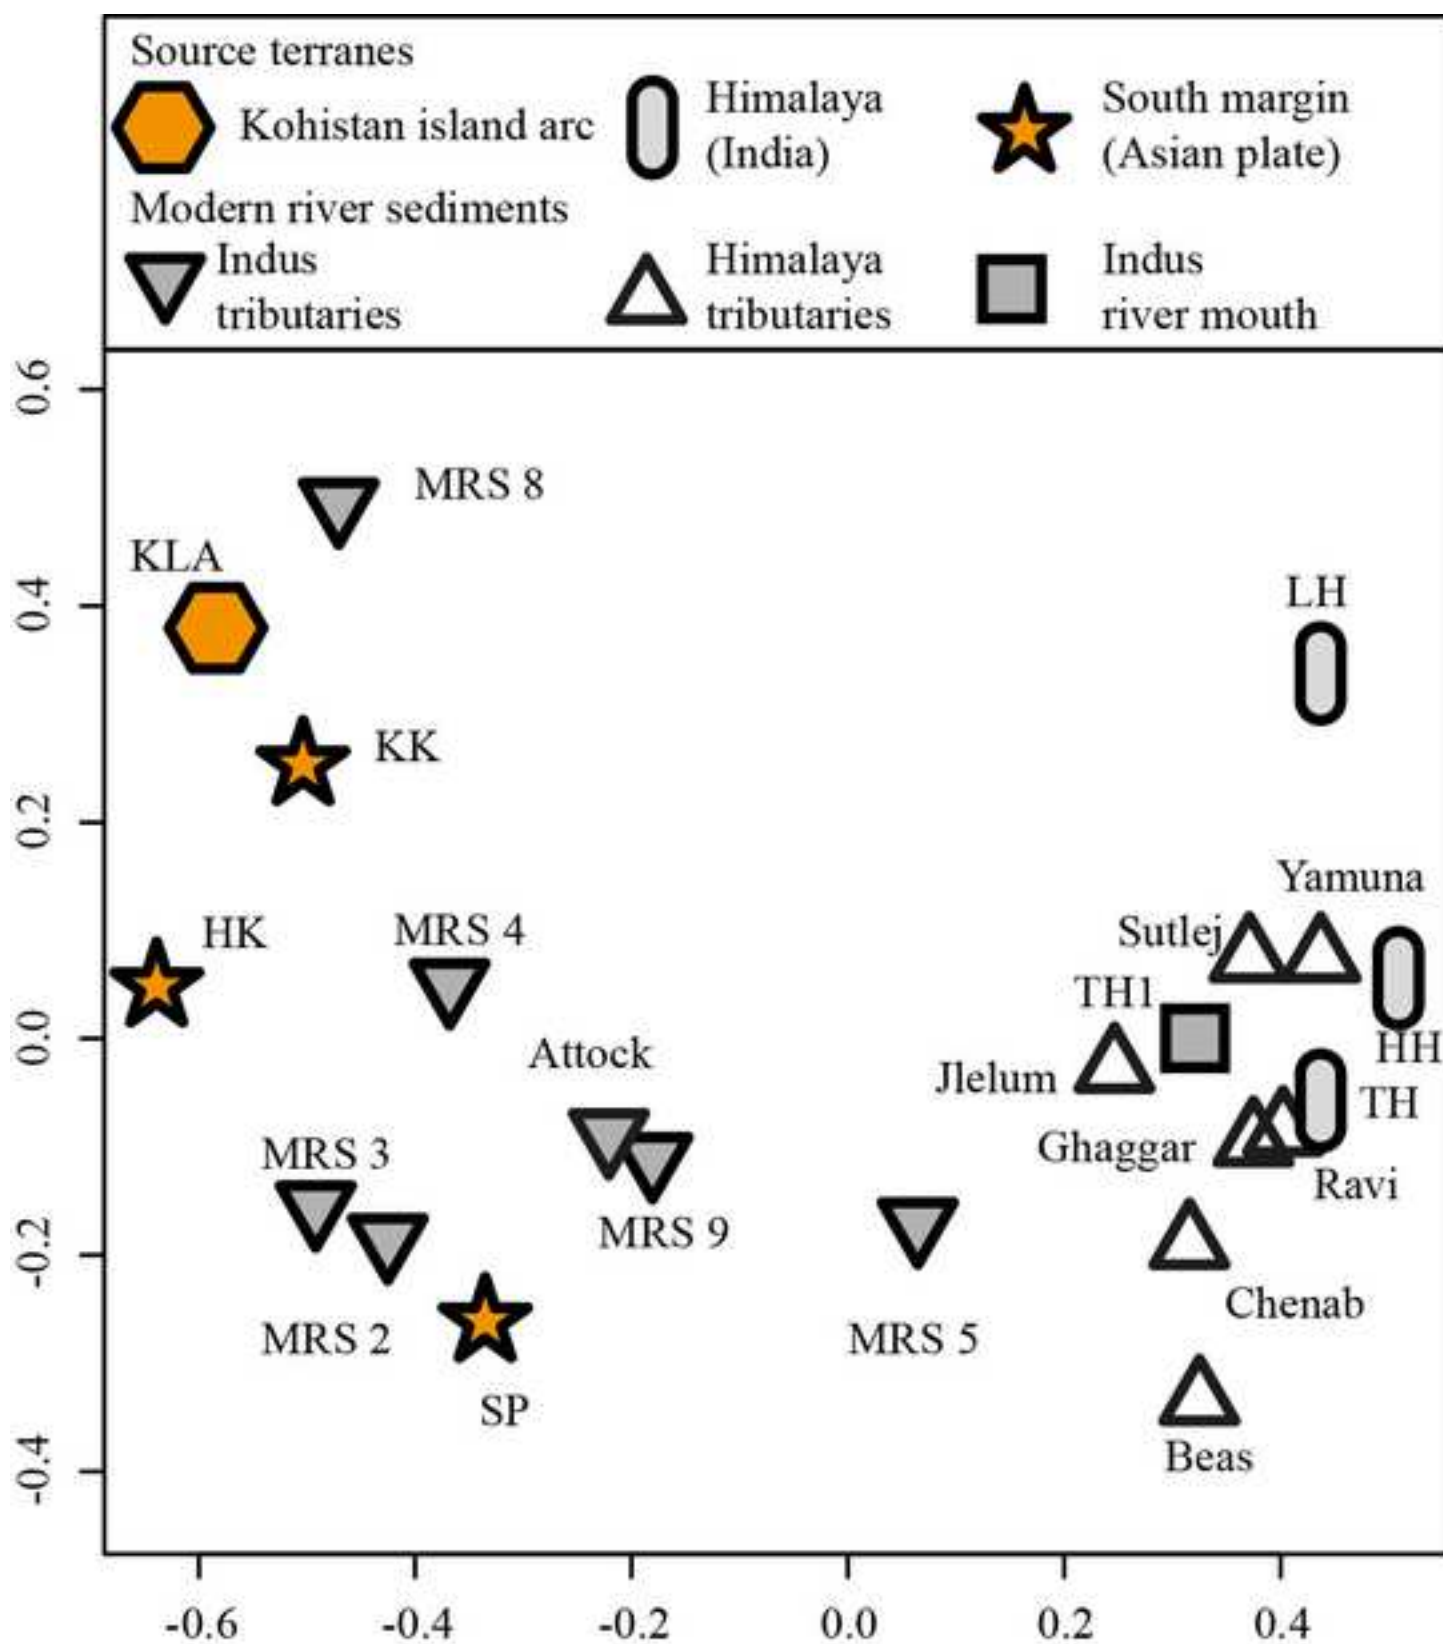 Source terranes
Kohistan island arc
Himalaya
(India)
South margin
(Asian plate)
Modern river sediments
Indus
tributaries
Himalaya
tributaries
Indus
river mouth
0.6
0.4
0.2
0.0
-0.2
-0.4
MRS 8
KLA
LH
KK
Yamuna
HK
MRS 4
Sutlej
TH1
HH
Attock
Jlelum
TH
MRS 3
Ghaggar
Ravi
MRS 9
Chenab
MRS 2
MRS 5
SP
Beas
-0.6
-0.4
-0.2
0.0
0.2
0.4